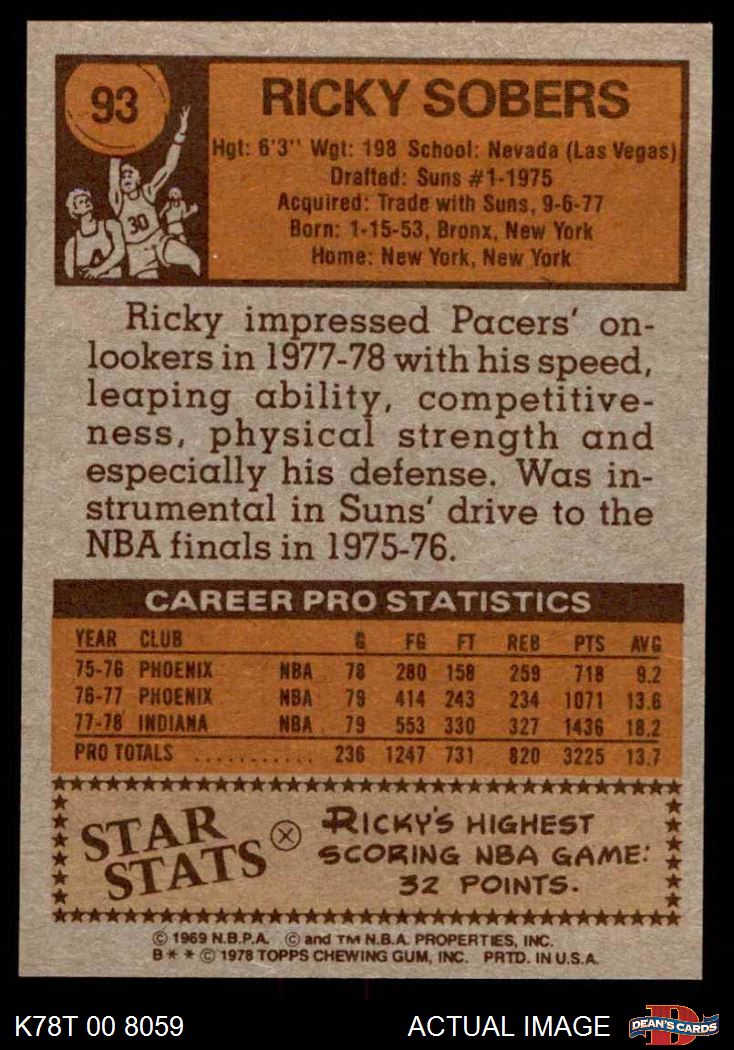 93
RICKY SOBERS
Hgt: 6'3" Wgt: 198 School: Nevada (Las Vegas)
Drafted: Suns #1-1975
Acquired: Trade with Suns, 9-6-77
Born: 1-15-53, Bronx, New York
Home: New York, New York
30
4
Ricky impressed Pacers' on-
lookers in 1977-78 with his speed,
leaping ability, competitive-
ness, physical strength and
especially his defense. Was in-
strumental in Suns' drive to the
NBA finals in 1975-76.
CAREER PRO STATISTICS
YEAR CLUB G FG FT REB PTS AVG
75-76 PHOENIX NBA 78 280 158 259 718 9.2
76-77 PHOENIX NBA 79 414 243 234 1071 13.6
77-78 INDIANA NBA 79 553 330 327 1436 18.2
PRO TOTALS ........... 236 1247 731 820 3225 13.7
STAR
STATS
RICKY'S HIGHEST
SCORING NBA GAME:
32 POINTS.
© 1969 N.B.P.A. © and TM N.B.A. PROPERTIES, INC.
B * * © 1978 TOPPS CHEWING GUM, INC. PRTD. IN U.S.A.
K78T 00 8059 ACTUAL IMAGE
D
DEAN'S CARDS